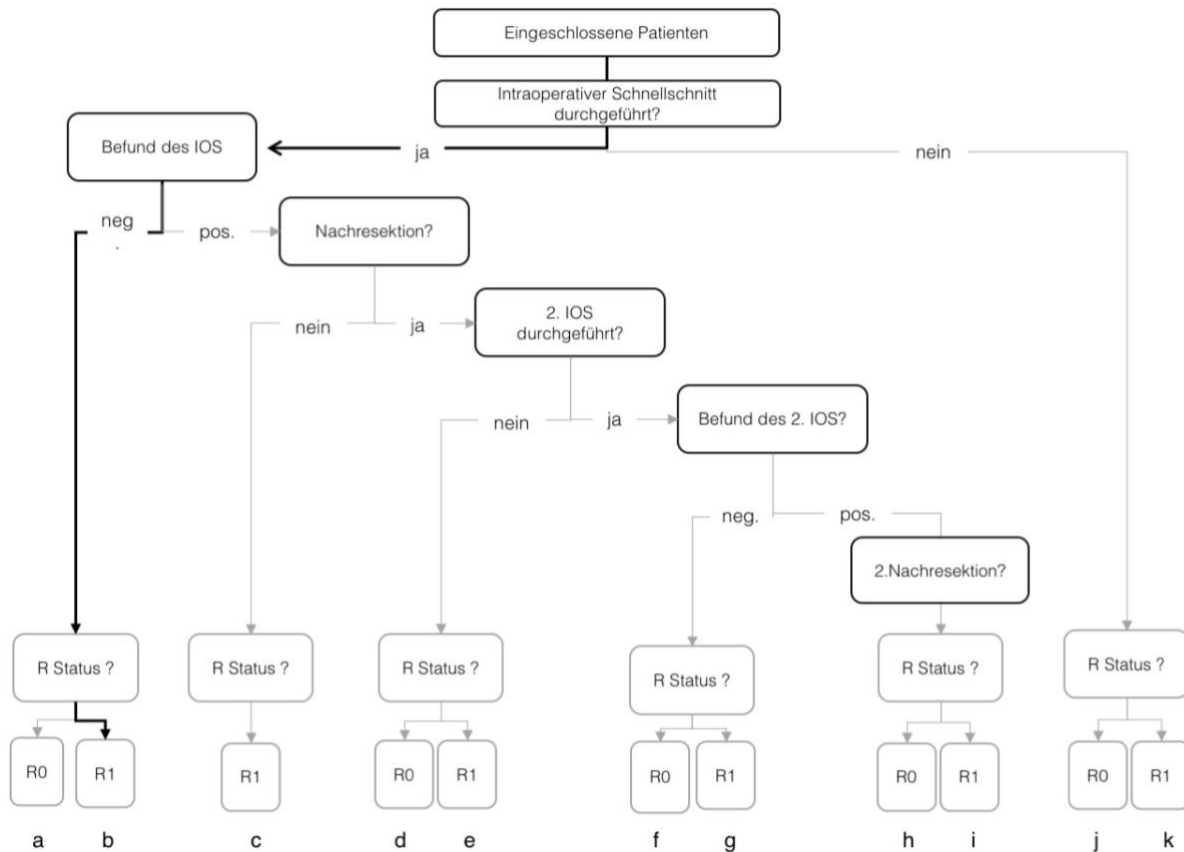 Eingeschlossene Patienten
Intraoperativer Schnellschnitt
durchgeführt?
Befund des IOS
ja
nein
neg
.
pos.
Nachresektion?
nein
ja
2. IOS
durchgeführt?
nein
ja
Befund des 2. IOS?
neg.
pos.
2.Nachresektion?
R Status ?
R Status ?
R Status ?
R Status ?
R Status ?
R Status ?
R0
R1
R1
R0
R1
R0
R1
R0
R1
R0
R1
a
b
c
d
e
f
g
h
i
j
k